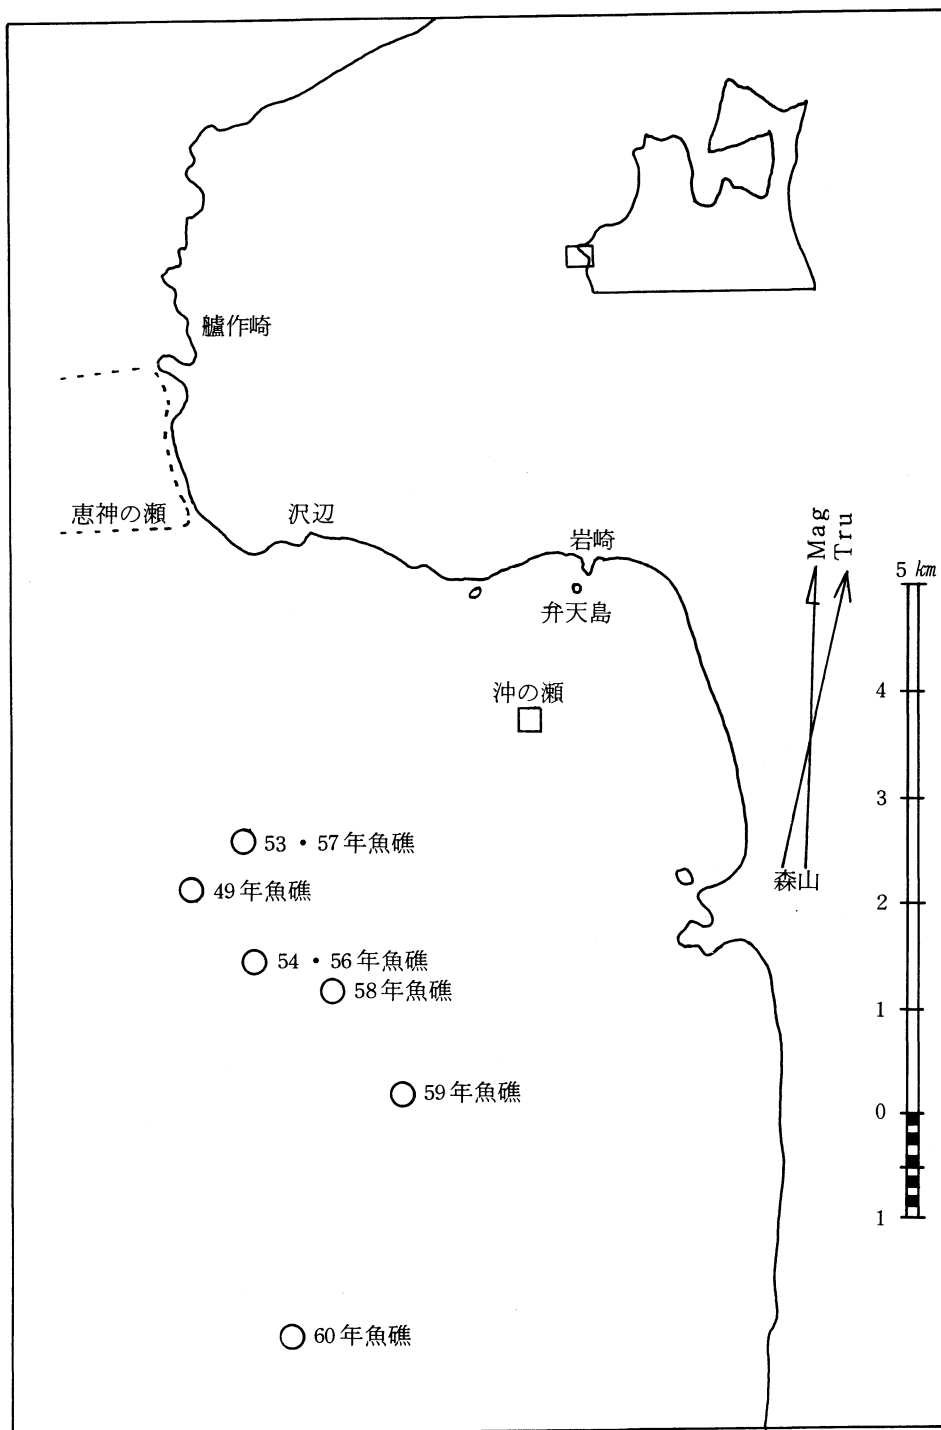 艫作崎
恵神の瀬
沢辺
岩崎
弁天島
沖の瀬
53・57年魚礁
49年魚礁
54・56年魚礁
58年魚礁
59年魚礁
60年魚礁
森山
Mag
Tru
5 km
4
3
2
1
0
1